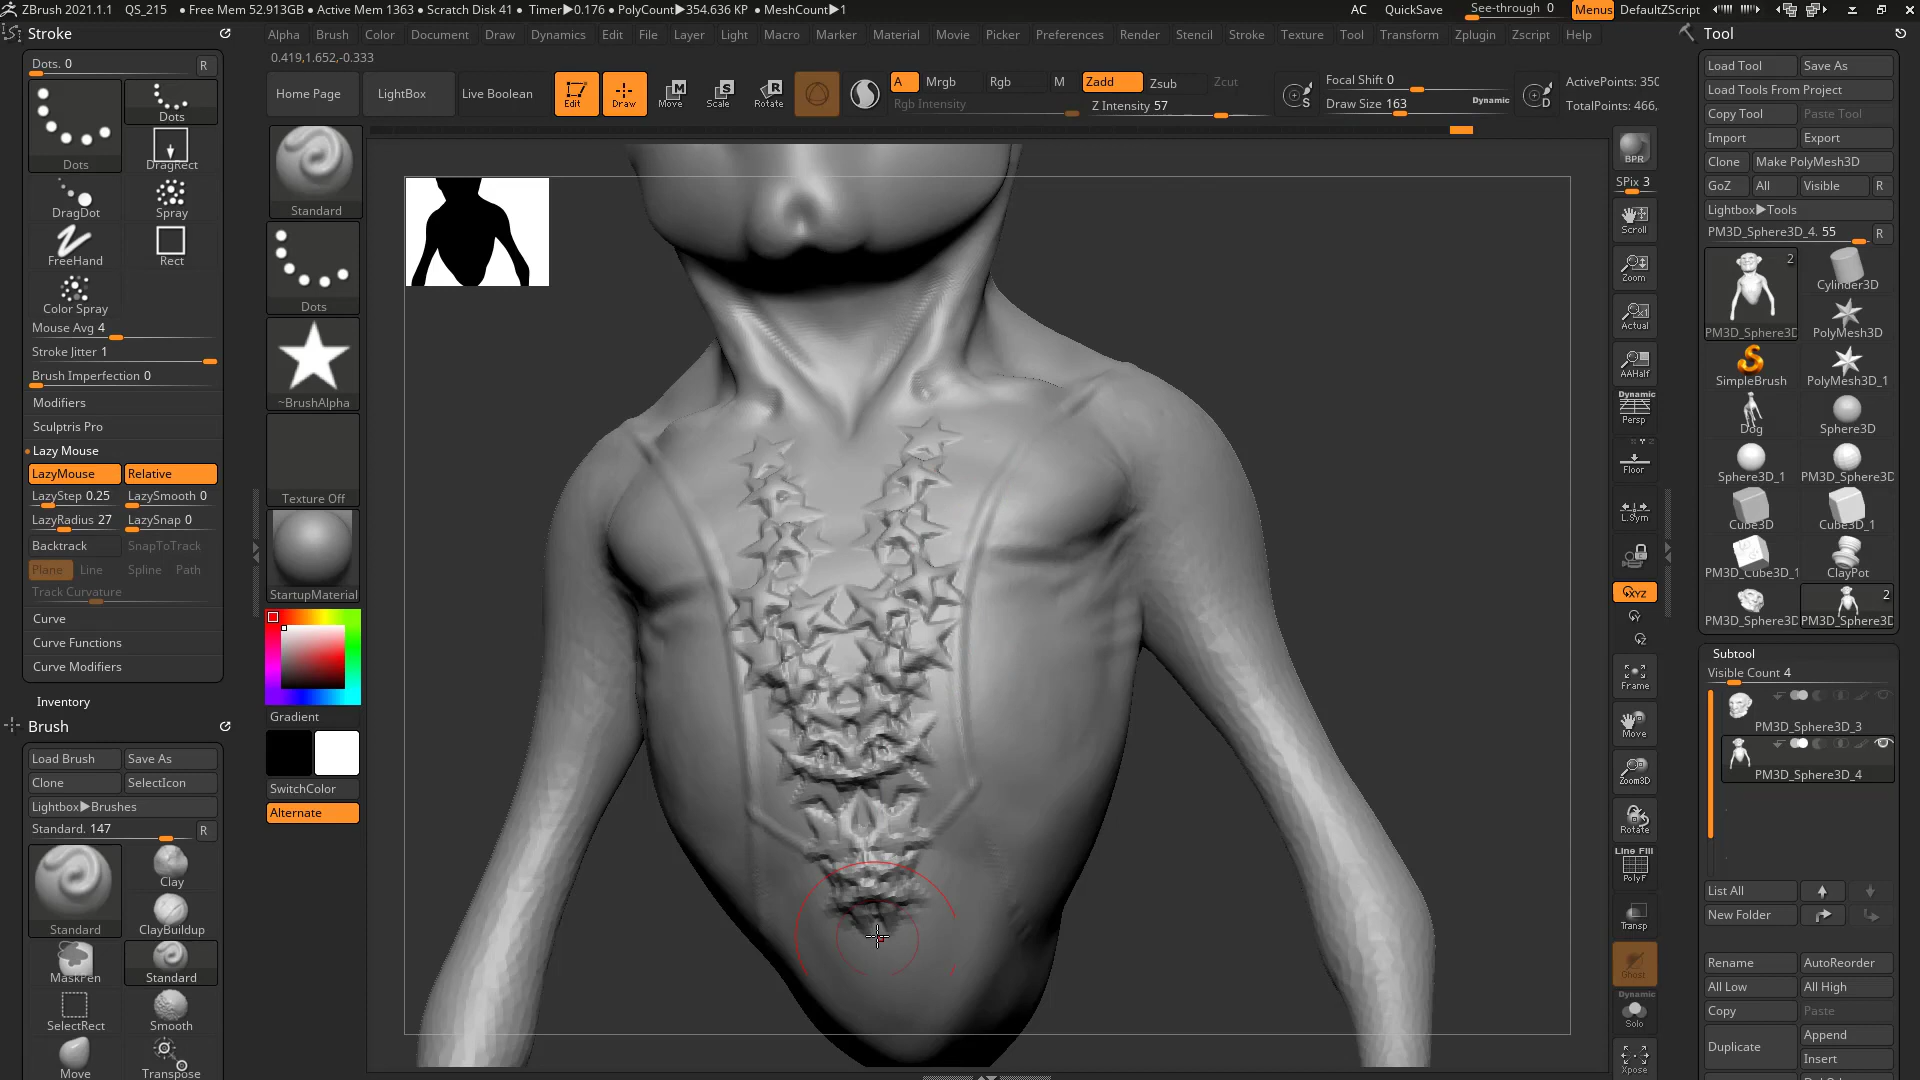 ZBrush 2021.1.1 QS_215 • Free Mem 52.913GB • Active Mem 1363 • Scratch Disk 41 • Timer▶0.176 • PolyCount▶354.636 KP • MeshCount▶1 AC QuickSave See-through 0 Menus DefaultZScript
Stroke
Alpha Brush Color Document Draw Dynamics Edit File Layer Light Macro Marker Material Movie Picker Preferences Render Stencil Stroke Texture Tool Transform Zplugin Zscript Help
Tool
0.419,1.652,-0.333
Dots. 0 R
Dots
Dots
DragRect
DragDot Spray
FreeHand Rect
Color Spray
Mouse Avg 4
Stroke Jitter 1
Brush Imperfection 0
Modifiers
Sculptris Pro
Lazy Mouse
LazyMouse Relative
LazyStep 0.25 LazySmooth 0
LazyRadius 27 LazySnap 0
Backtrack SnapToTrack
Plane Line Spline Path
Track Curvature
Curve
Curve Functions
Curve Modifiers
Inventory
Brush
Load Brush Save As
Clone SelectIcon
Lightbox▶Brushes
Standard. 147 R
Clay
Standard ClayBuildup
MaskPen Standard
SelectRect Smooth
Move Transpose
Home Page LightBox Live Boolean Edit Draw Move Scale Rotate
A Mrgb Rgb M Zadd Zsub Zcut
Rgb Intensity Z Intensity 57
S Focal Shift 0
Draw Size 163 Dynamic
D ActivePoints: 350
TotalPoints: 466,
Standard
Dots
~BrushAlpha
Texture Off
StartupMaterial
Gradient
SwitchColor
Alternate
BPR
SPix 3
Scroll
Zoom
Actual
AAHalf
Dynamic
Persp
Floor
L.Sym
XYZ
Y
Z
Frame
Move
Zoom3D
Rotate
Line Fill
PolyF
Transp
Ghost
Dynamic
Solo
Xpose
Load Tool Save As
Load Tools From Project
Copy Tool Paste Tool
Import Export
Clone Make PolyMesh3D
GoZ All Visible R
Lightbox▶Tools
PM3D_Sphere3D_4. 55 R
2
Cylinder3D
PM3D_Sphere3D PolyMesh3D
SimpleBrush PolyMesh3D_1
Dog Sphere3D
Sphere3D_1 PM3D_Sphere3D
Cube3D Cube3D_1
PM3D_Cube3D_1 ClayPot
2
PM3D_Sphere3D PM3D_Sphere3D
Subtool
Visible Count 4
PM3D_Sphere3D_3
PM3D_Sphere3D_4
List All
New Folder
Rename AutoReorder
All Low All High
Copy Paste
Duplicate Append
Insert